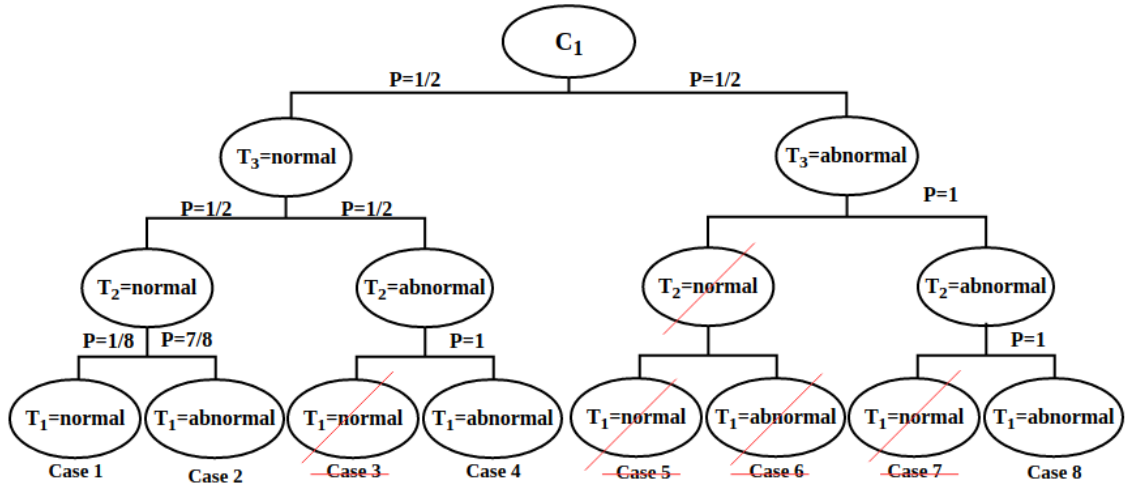 C1
P=1/2 P=1/2
T3=normal T3=abnormal
P=1/2 P=1/2 P=1
T2=normal T2=abnormal T2=normal T2=abnormal
P=1/8 P=7/8 P=1 P=1
T1=normal T1=abnormal T1=normal T1=abnormal T1=normal T1=abnormal T1=normal T1=abnormal
Case 1 Case 2 Case 3 Case 4 Case 5 Case 6 Case 7 Case 8